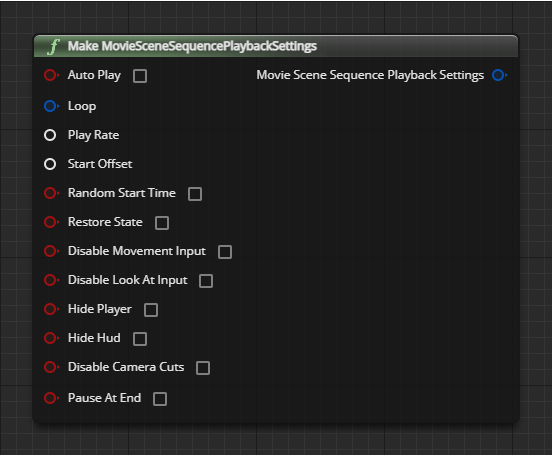 f Make MovieSceneSequencePlaybackSettings
Auto Play Movie Scene Sequence Playback Settings
Loop
Play Rate
Start Offset
Random Start Time
Restore State
Disable Movement Input
Disable Look At Input
Hide Player
Hide Hud
Disable Camera Cuts
Pause At End